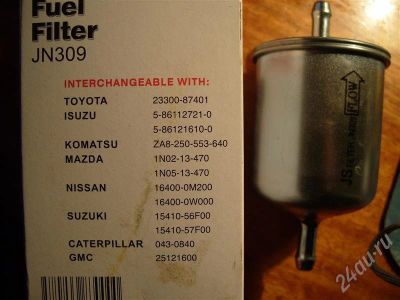 Fuel
Filter
JN309
INTERCHANGEABLE WITH:
TOYOTA 23300-87401
ISUZU 5-86112721-0
5-86121610-0
KOMATSU ZA8-250-553-640
MAZDA 1N02-13-470
1N05-13-470
NISSAN 16400-0M200
16400-0W000
SUZUKI 15410-56F00
15410-57F00
CATERPILLAR 043-0840
GMC 25121600
FLOW
JS
24au.ru